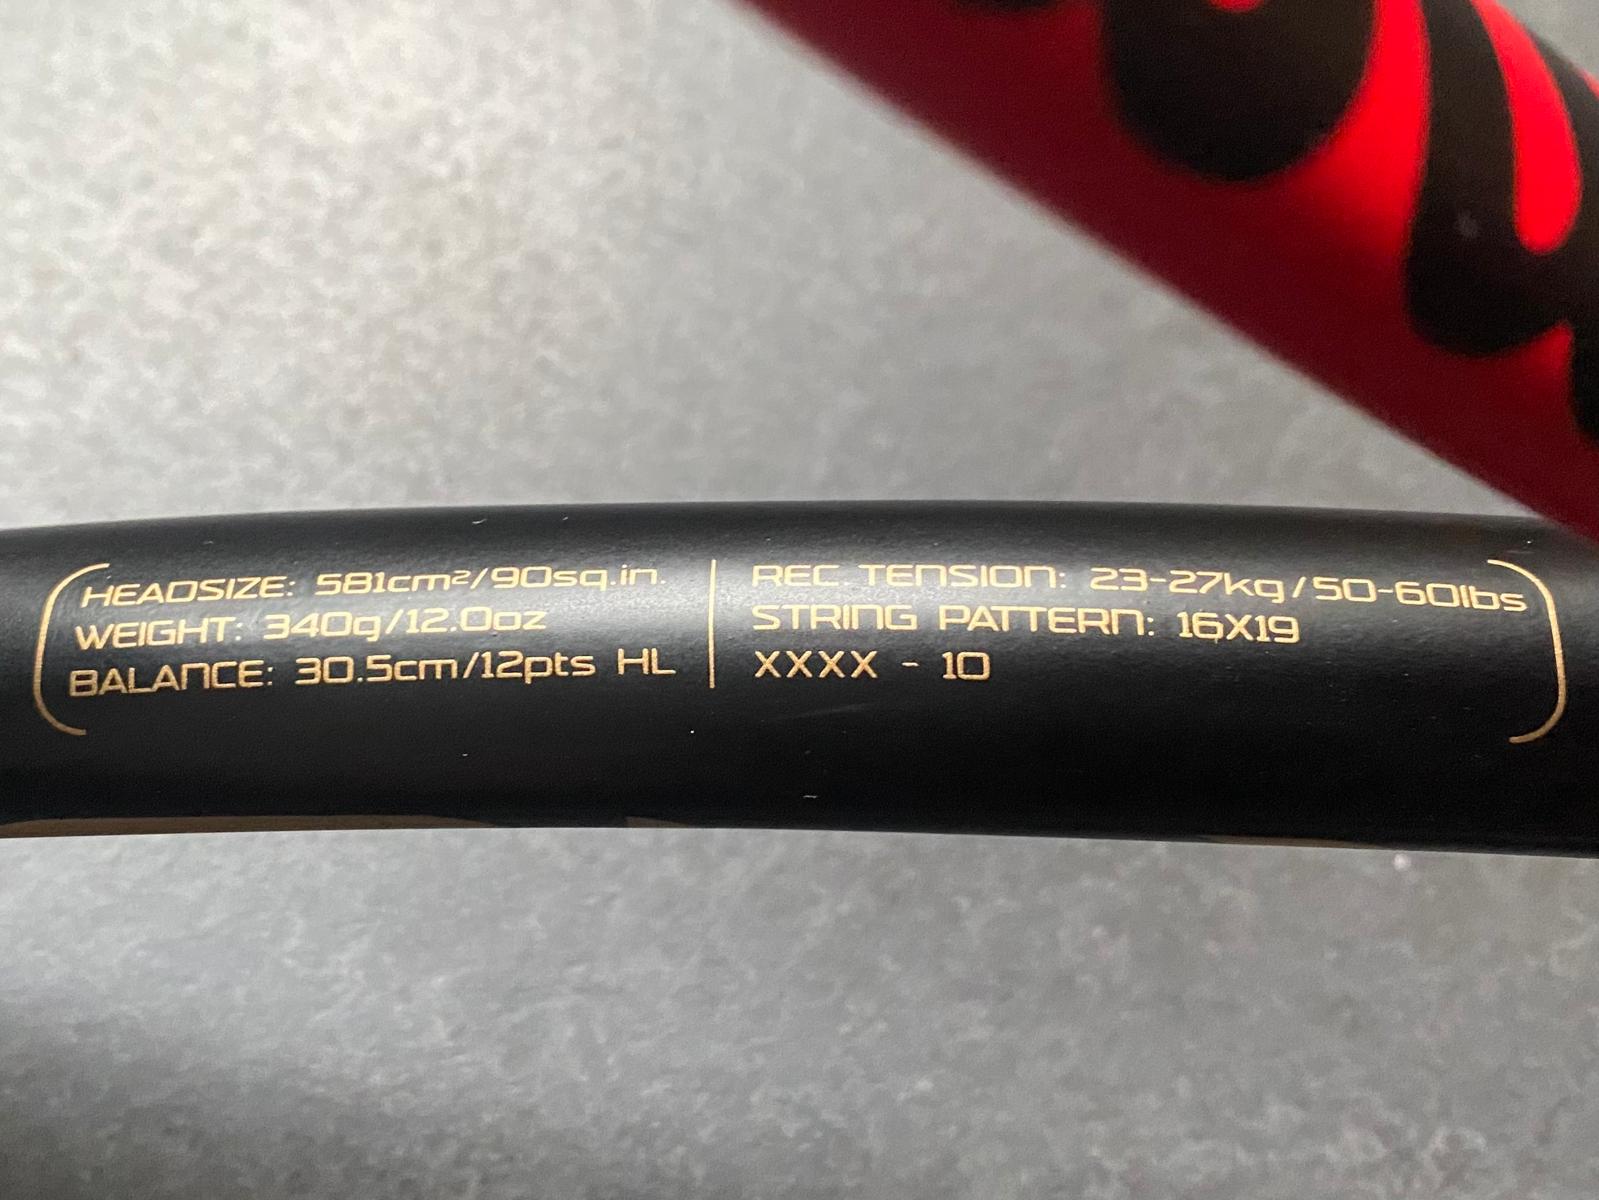 HEADSIZE: 581cm²/90sq.in.
WEIGHT: 340g/12.0oz
BALANCE: 30.5cm/12pts HL
REC. TENSION: 23-27kg/50-60lbs
STRING PATTERN: 16X19
XXXX - 10